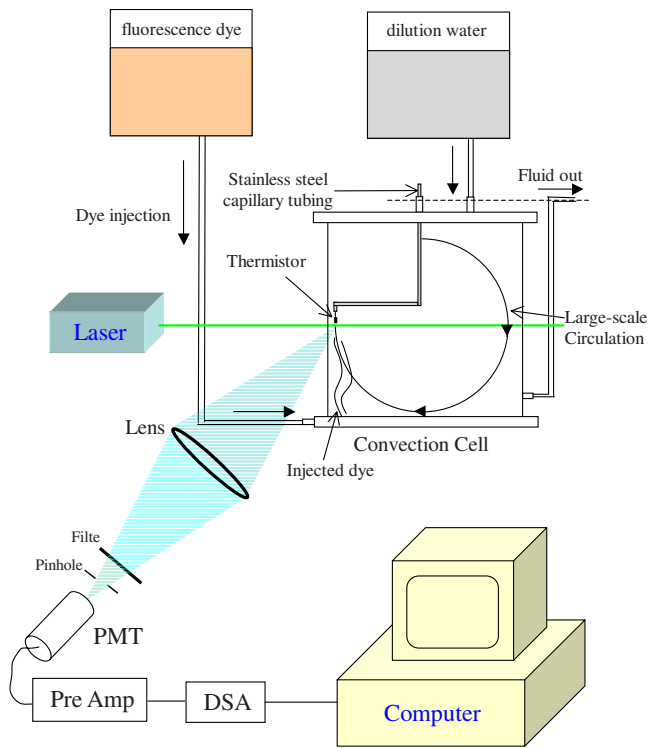 fluorescence dye
dilution water
Stainless steel
capillary tubing
Fluid out
Dye injection
Thermistor
Laser
Large-scale
Circulation
Lens
Convection Cell
Injected dye
Filte
Pinhole
PMT
Pre Amp
DSA
Computer